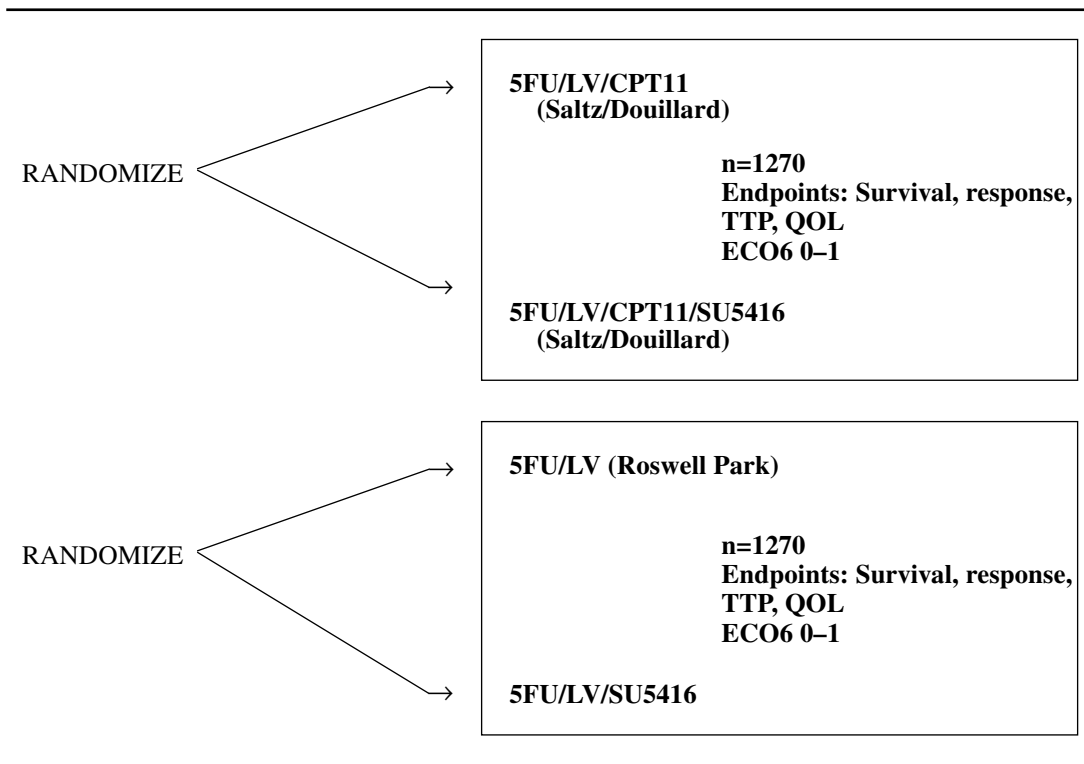 5FU/LV/CPT11
(Saltz/Douillard)
RANDOMIZE
n=1270
Endpoints: Survival, response,
TTP, QOL
ECO6 0–1
5FU/LV/CPT11/SU5416
(Saltz/Douillard)
5FU/LV (Roswell Park)
RANDOMIZE
n=1270
Endpoints: Survival, response,
TTP, QOL
ECO6 0–1
5FU/LV/SU5416